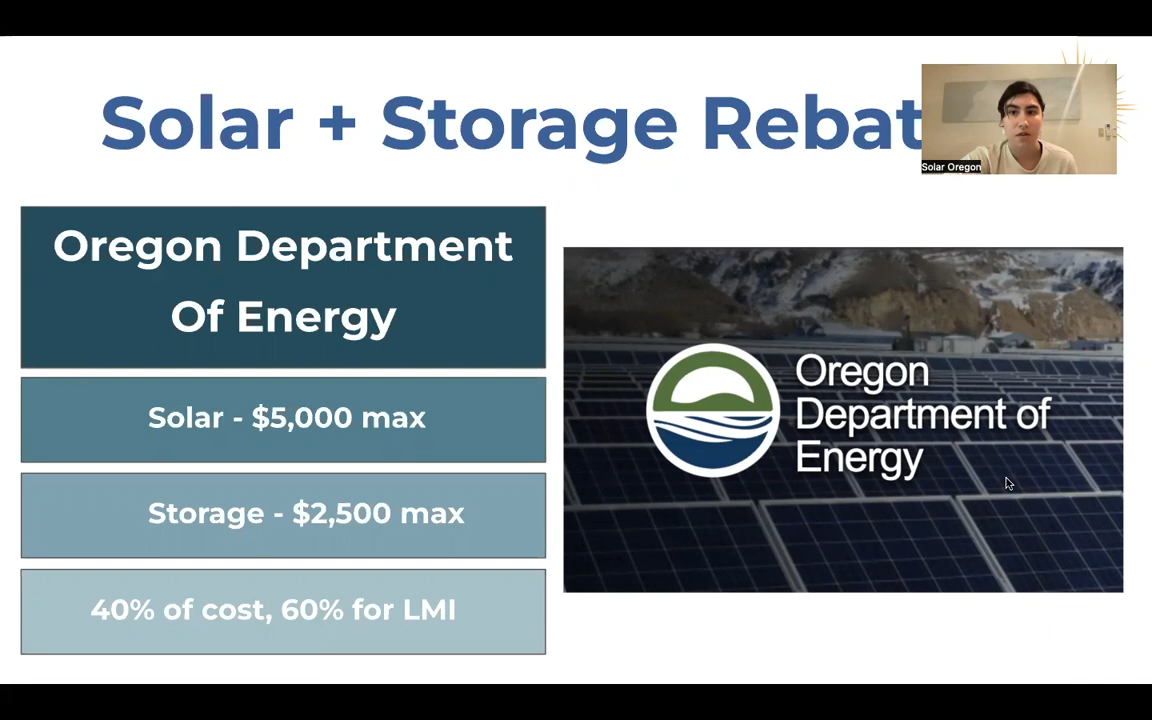 Solar + Storage Rebat
Solar Oregon
Oregon Department
Of Energy
Solar - $5,000 max
Storage - $2,500 max
40% of cost, 60% for LMI
Oregon
Department of
Energy